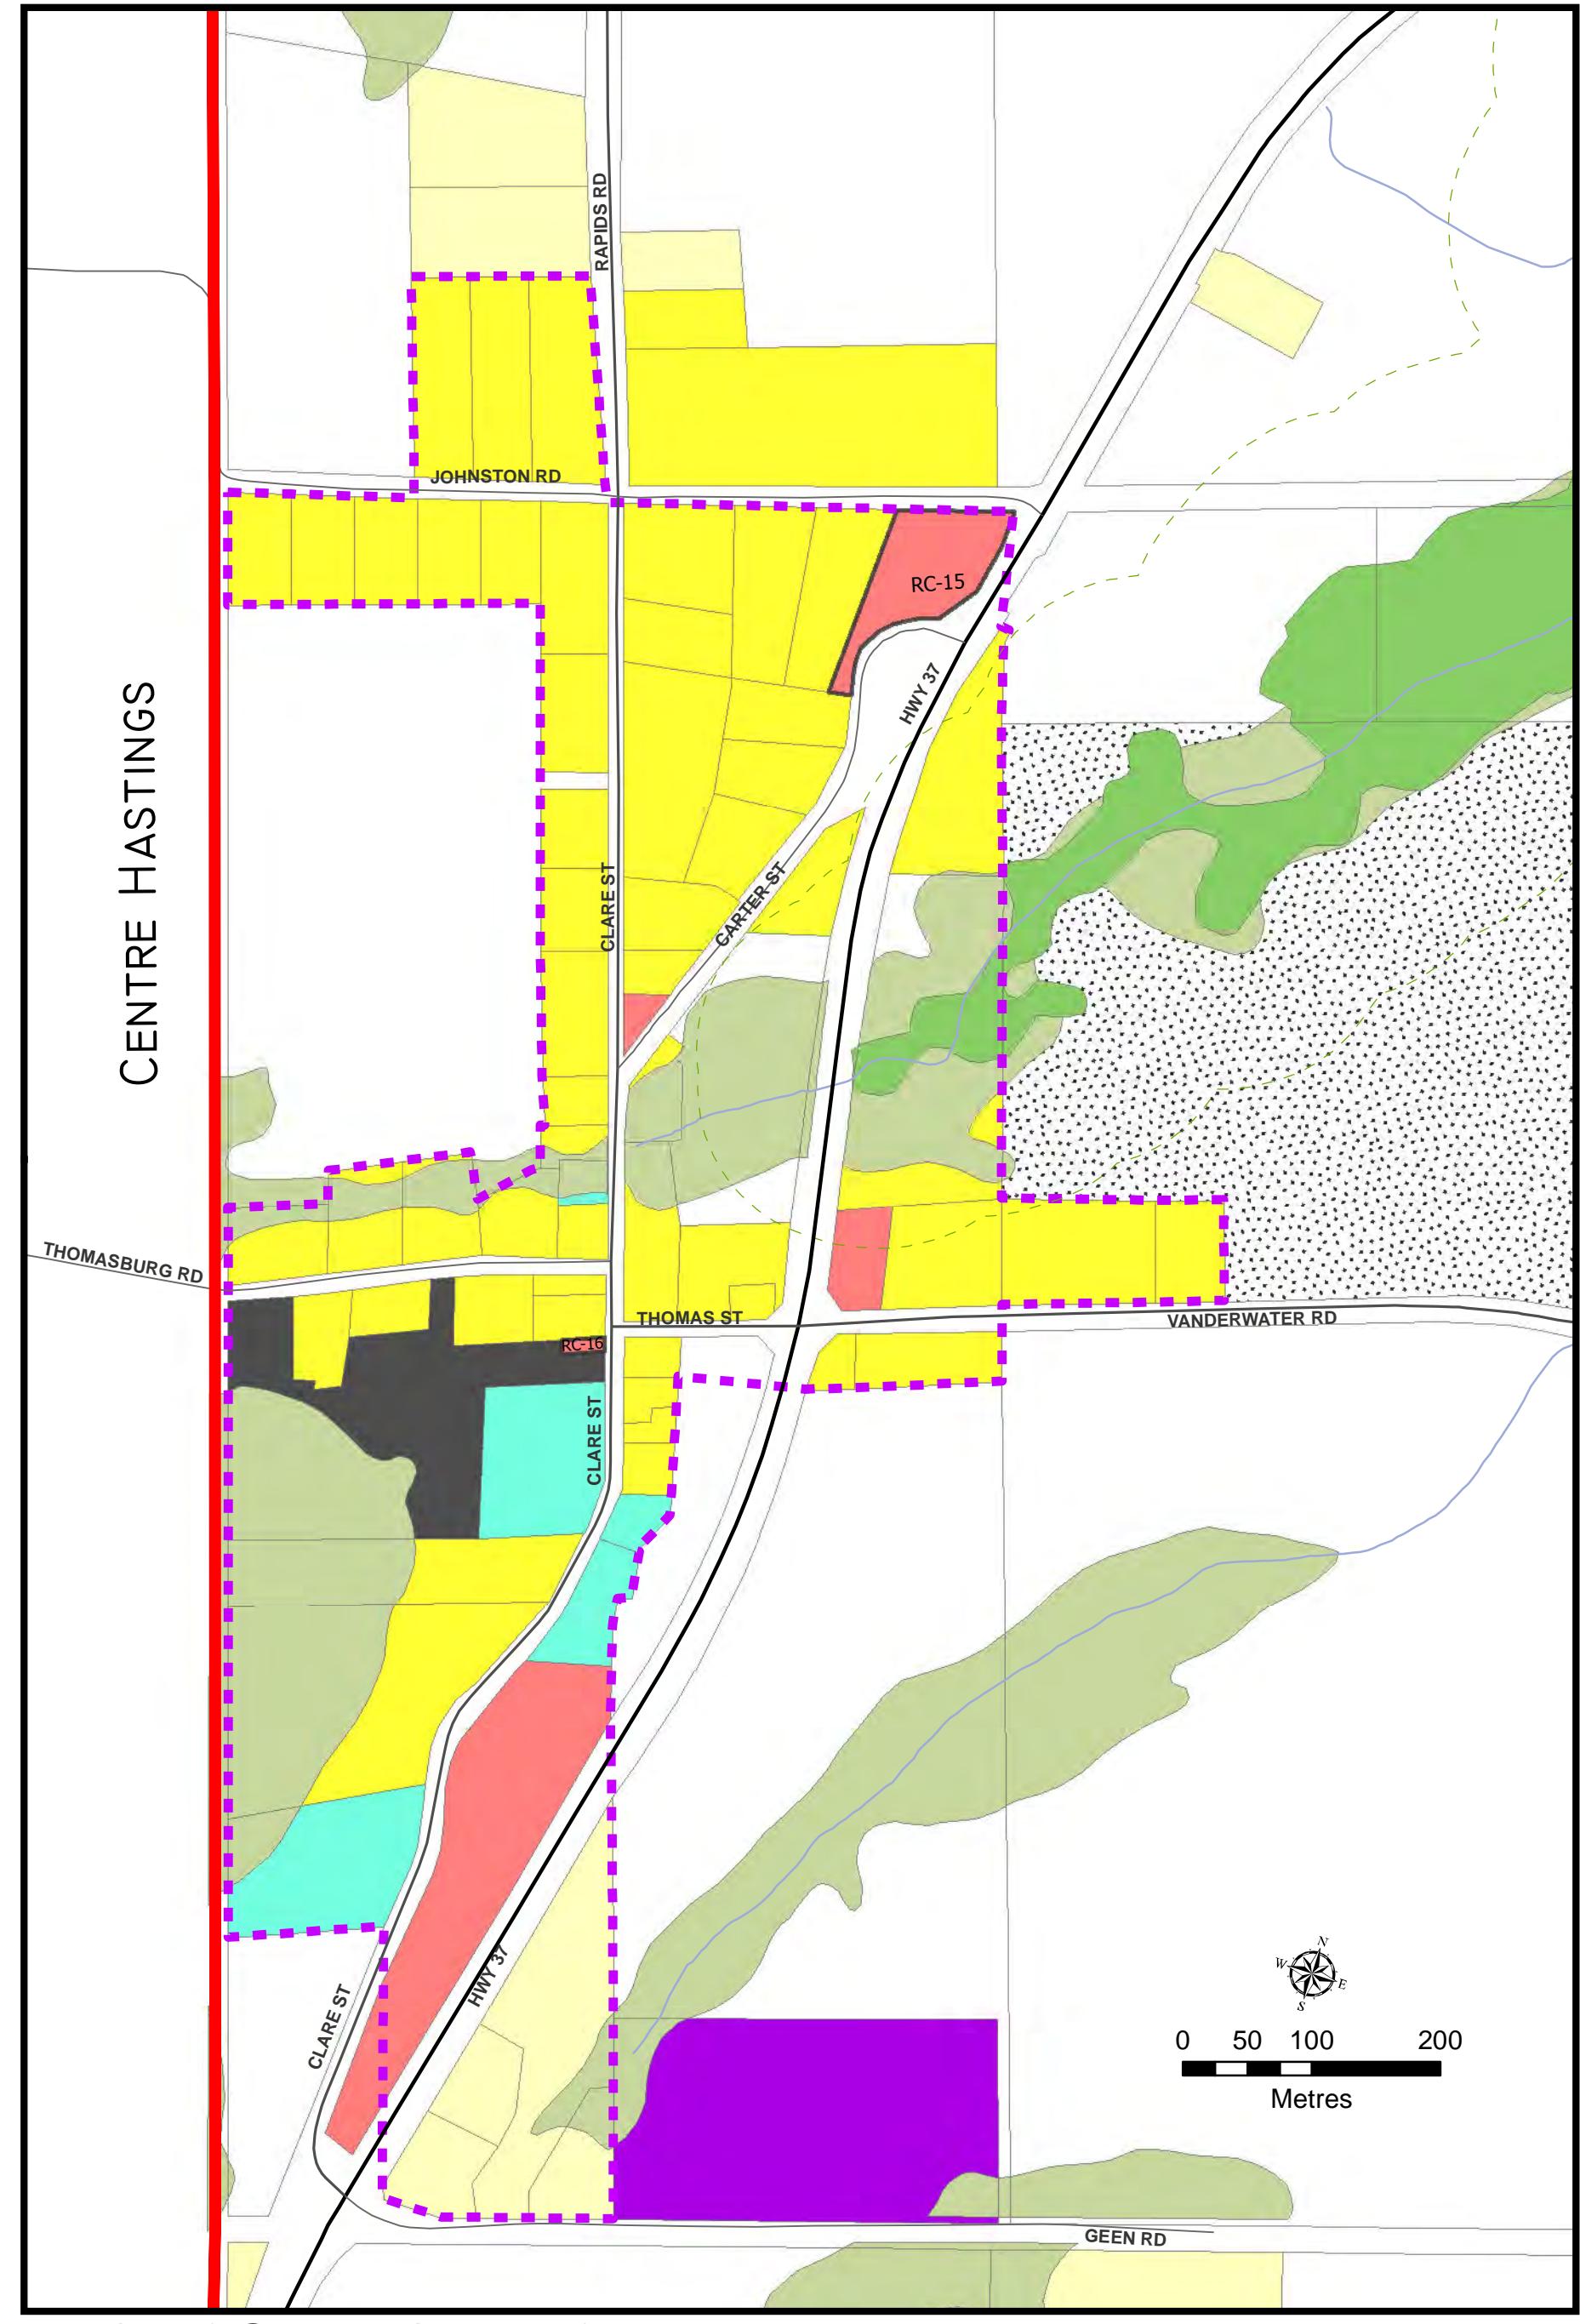 RAPIDS RD
JOHNSTON RD
RC-15
HWY 37
CENTRE HASTINGS
CLARE ST
CARTER ST
THOMASBURG RD
THOMAS ST
VANDERWATER RD
RC-16
CLARE ST
N
W
E
S
HWY 37
CLARE ST
0 50 100 200
Metres
GEEN RD